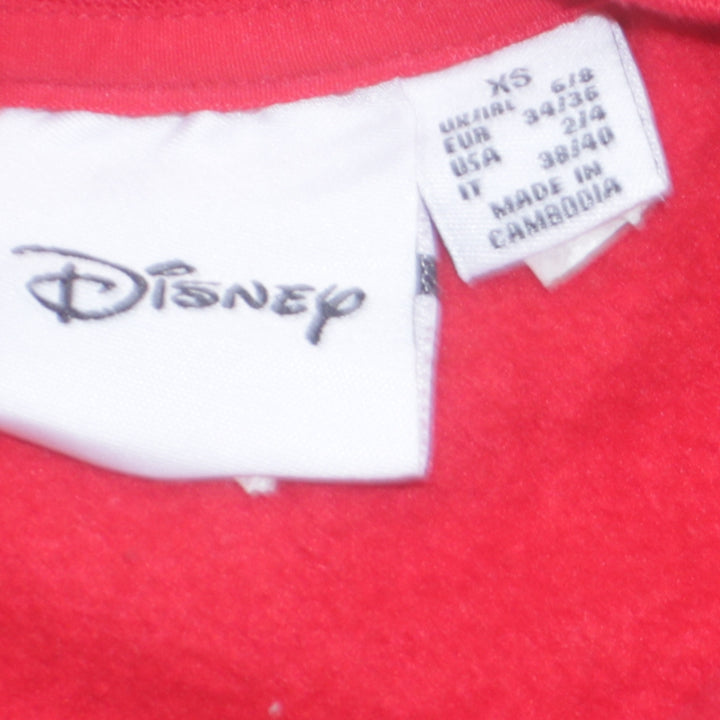 Disney
XS
UK/IRL 6/8
EUR 34/36
USA 2/4
IT 38/40
MADE IN
CAMBODIA